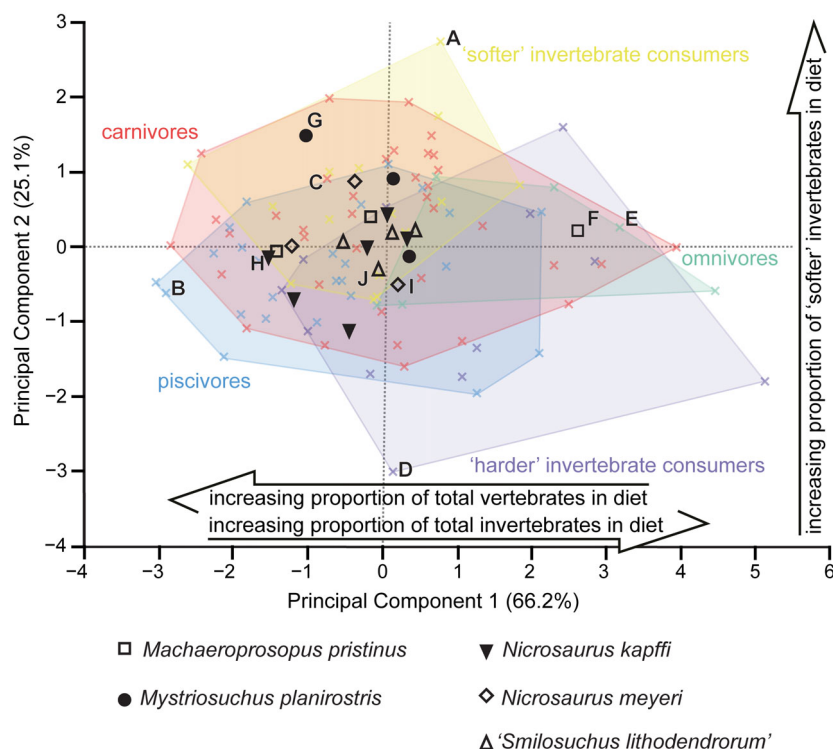 3
A
'softer' invertebrate consumers
2
G
carnivores
1
C
F E
0
H
J
I
omnivores
B
−1
piscivores
−2
−3
D
'harder' invertebrate consumers
increasing proportion of total vertebrates in diet
increasing proportion of total invertebrates in diet
−4
−4 −3 −2 −1 0 1 2 3 4 5 6
Principal Component 1 (66.2%)
Principal Component 2 (25.1%)
increasing proportion of 'softer' invertebrates in diet
Machaeroprosopus pristinus
Nicrosaurus kapffi
Mystriosuchus planirostris
Nicrosaurus meyeri
'Smilosuchus lithodendrorum'